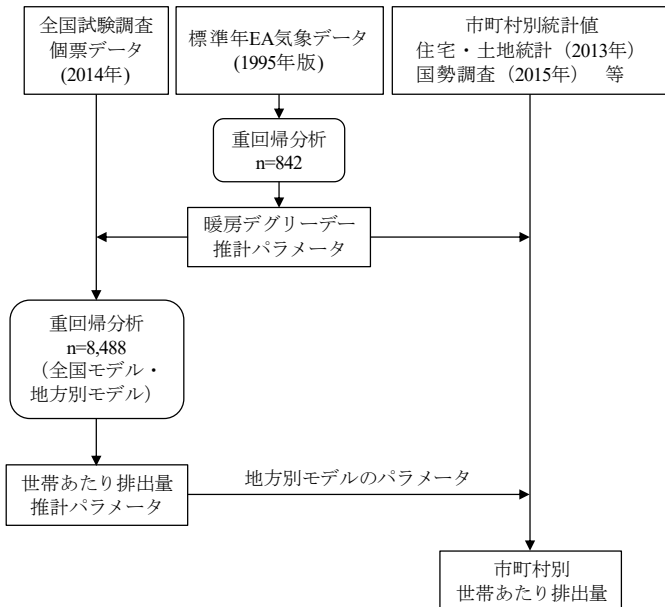 全国試験調査
個票データ
(2014年)
標準年EA気象データ
(1995年版)
市町村別統計値
住宅・土地統計（2013年）
国勢調査（2015年）　等
重回帰分析
n=842
暖房デグリーデー
推計パラメータ
重回帰分析
n=8,488
（全国モデル・
地方別モデル）
世帯あたり排出量
推計パラメータ
地方別モデルのパラメータ
市町村別
世帯あたり排出量